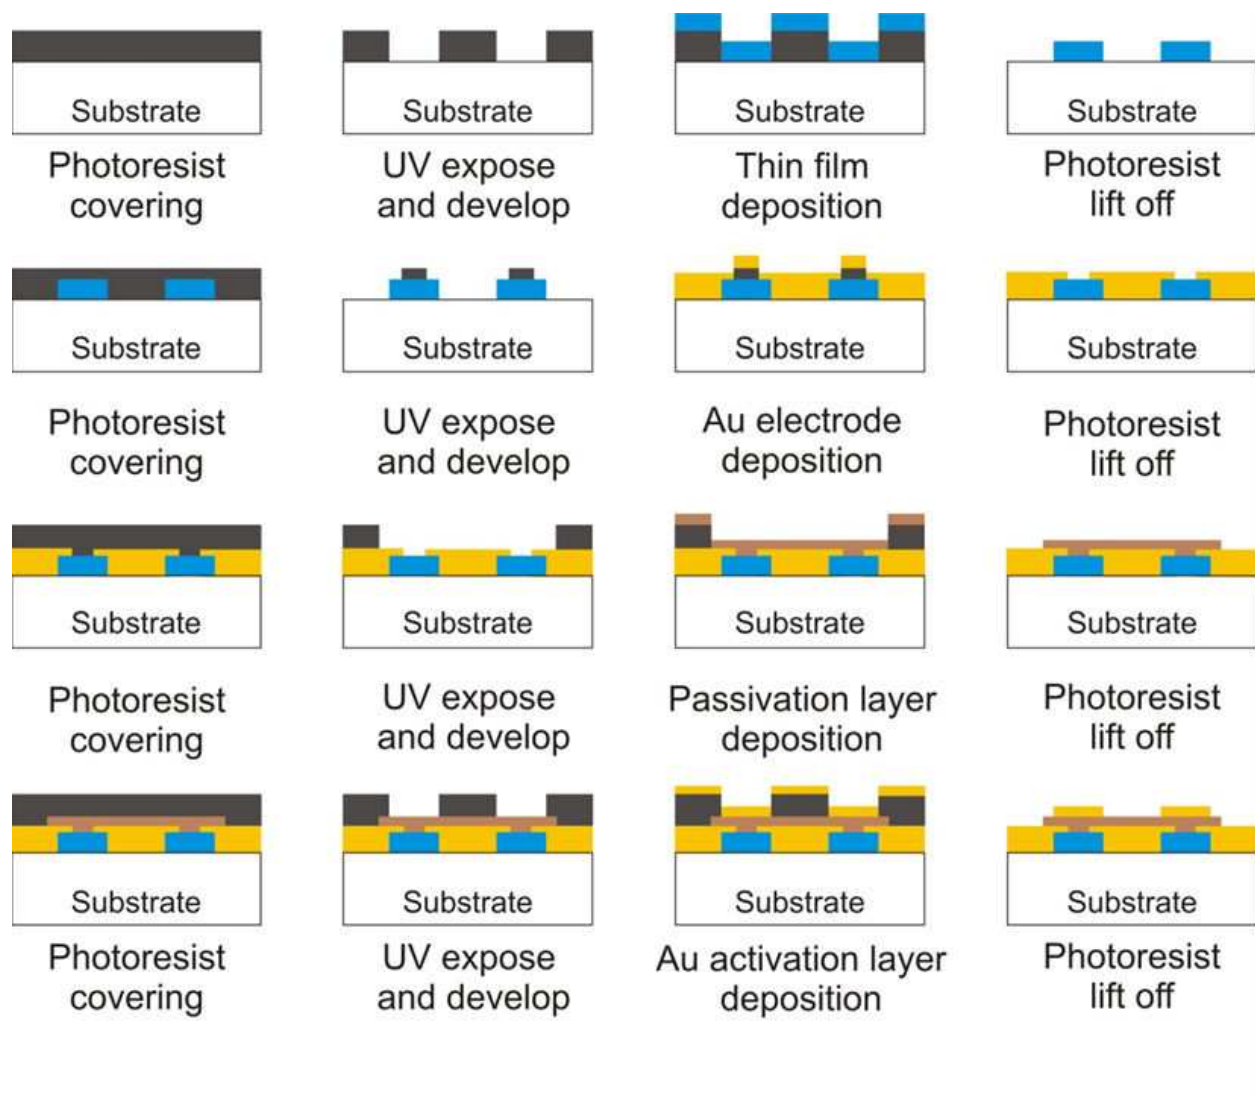 Substrate
Photoresist
covering
Substrate
UV expose
and develop
Substrate
Thin film
deposition
Substrate
Photoresist
lift off
Substrate
Photoresist
covering
Substrate
UV expose
and develop
Substrate
Au electrode
deposition
Substrate
Photoresist
lift off
Substrate
Photoresist
covering
Substrate
UV expose
and develop
Substrate
Passivation layer
deposition
Substrate
Photoresist
lift off
Substrate
Photoresist
covering
Substrate
UV expose
and develop
Substrate
Au activation layer
deposition
Substrate
Photoresist
lift off